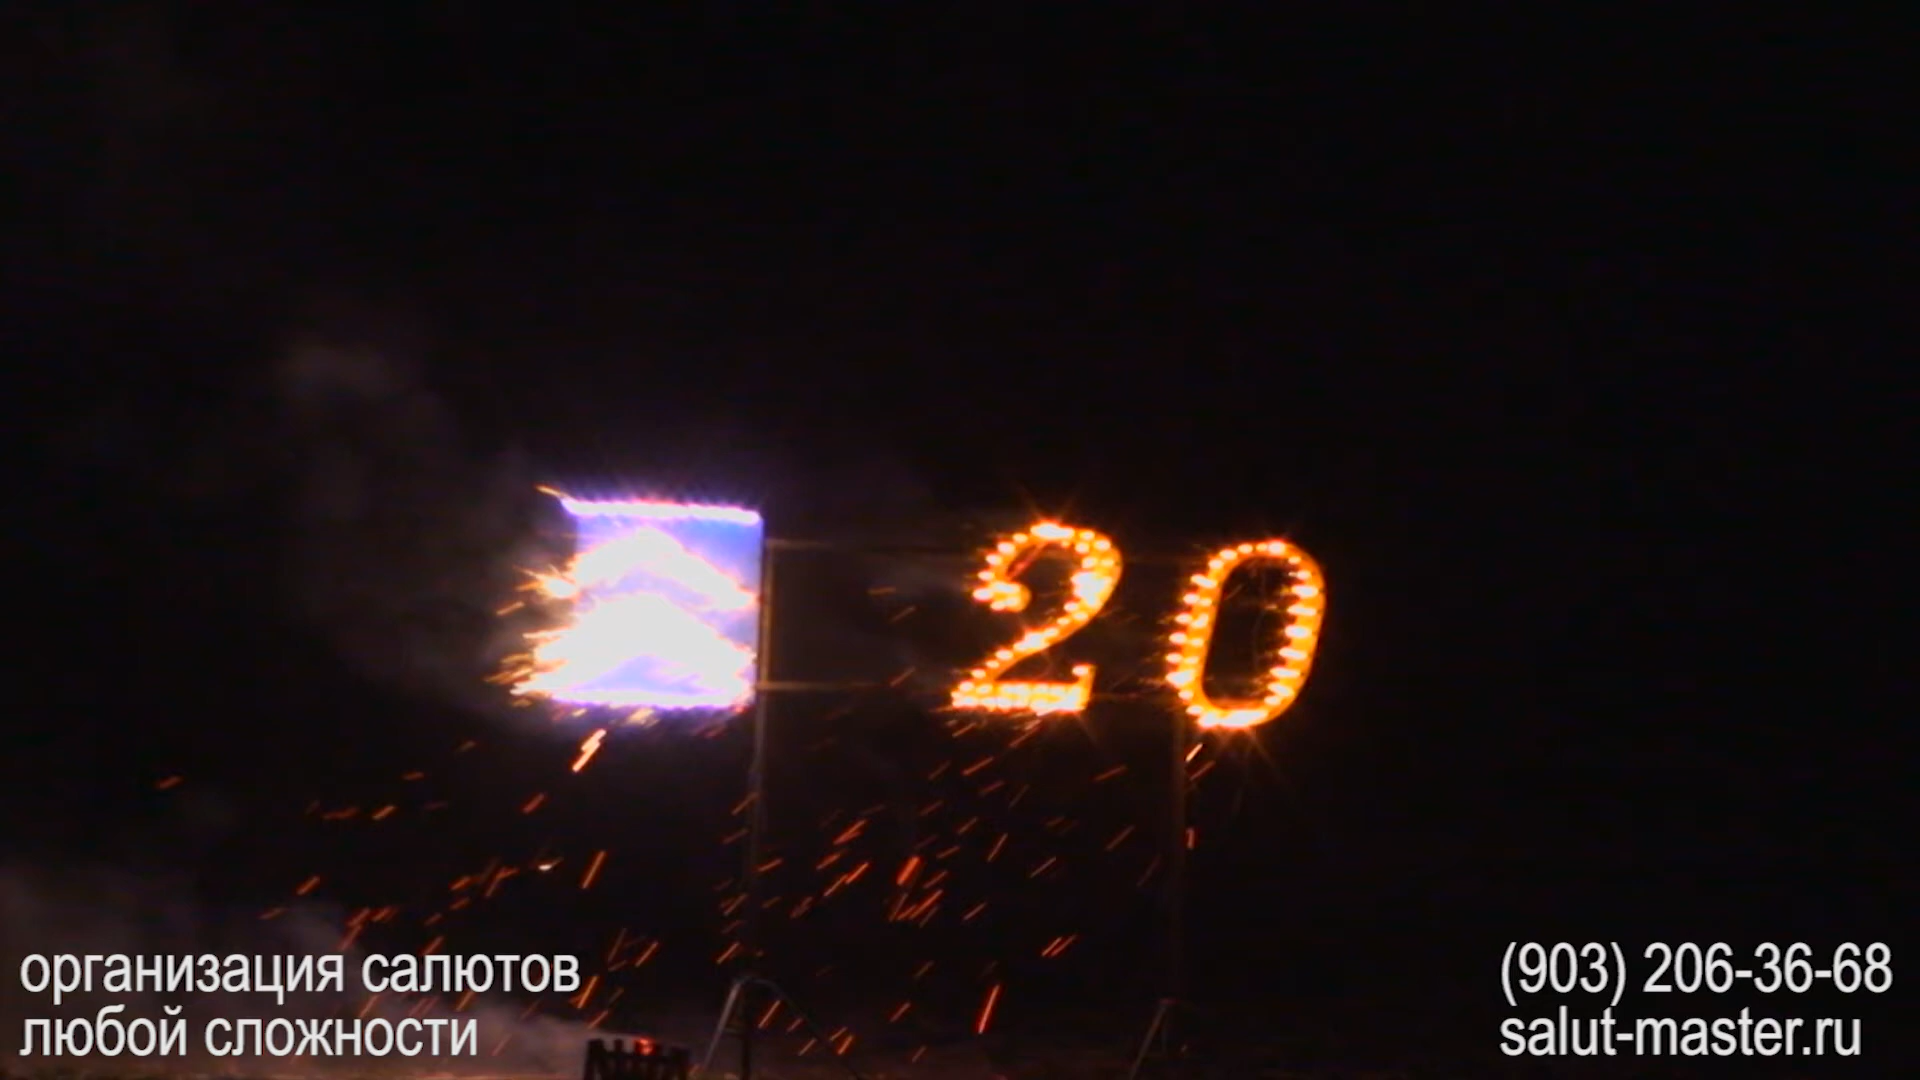 20
организация салютов
любой сложности
(903) 206-36-68
salut-master.ru